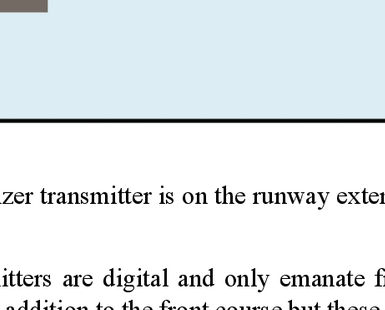 zer transmitter is on the runway exter
itters are digital and only emanate f
addition to the front course but these